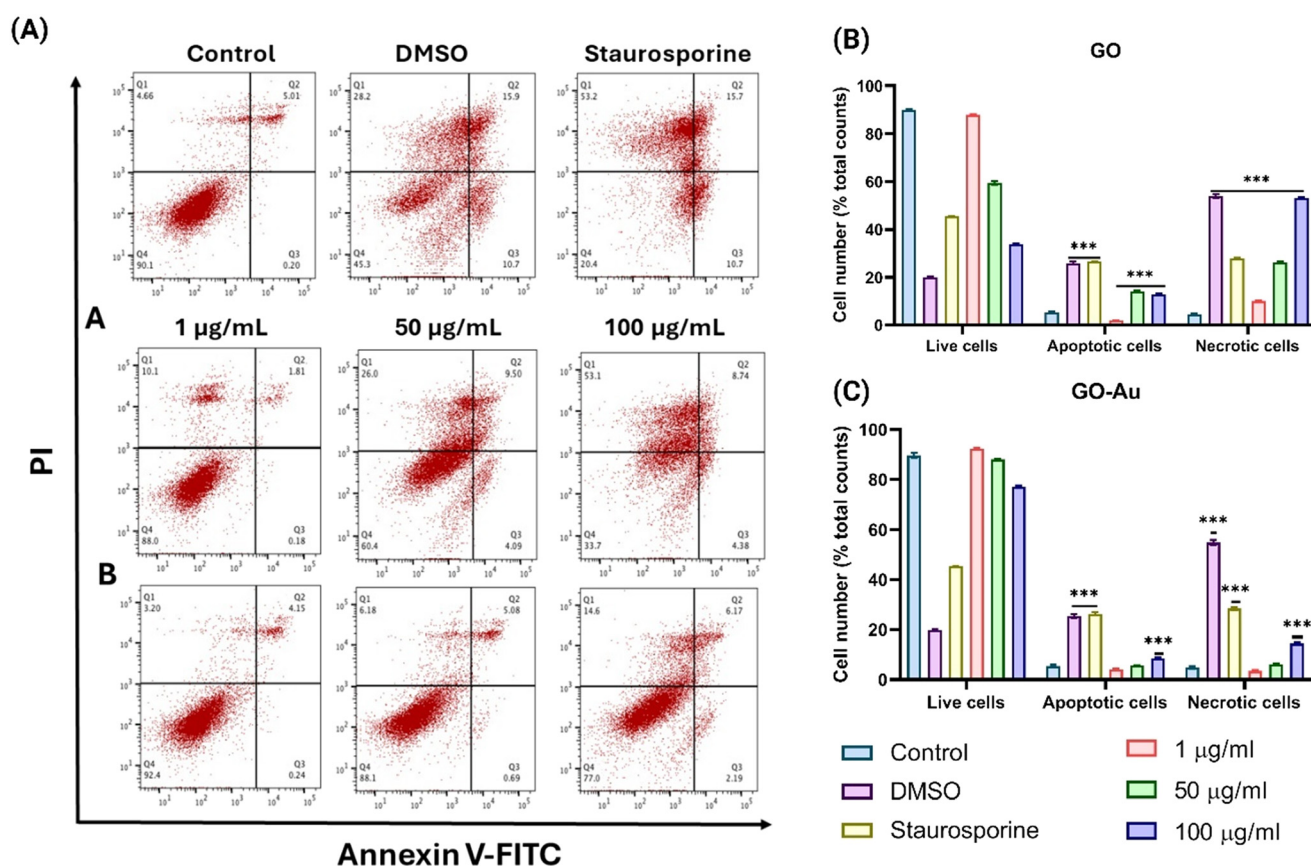 (A)
Control DMSO Staurosporine
Q1 4.66 Q2 5.01 Q3 0.20 Q4 90.1
Q1 28.2 Q2 15.9 Q3 10.7 Q4 45.3
Q1 53.2 Q2 15.7 Q3 10.7 Q4 20.4
A
1 µg/mL 50 µg/mL 100 µg/mL
Q1 10.1 Q2 1.81 Q3 0.18 Q4 88.0
Q1 26.0 Q2 9.50 Q3 4.09 Q4 60.4
Q1 53.1 Q2 8.74 Q3 4.38 Q4 33.7
B
Q1 3.20 Q2 4.15 Q3 0.24 Q4 92.4
Q1 6.18 Q2 5.08 Q3 0.69 Q4 88.1
Q1 14.6 Q2 6.17 Q3 2.19 Q4 77.0
PI
Annexin V-FITC
(B)
GO
Cell number (% total counts)
100
80
60
40
20
0
*** *** ***
Live cells Apoptotic cells Necrotic cells
(C)
GO-Au
Cell number (% total counts)
100
80
60
40
20
0
*** *** *** *** ***
Live cells Apoptotic cells Necrotic cells
Control
DMSO
Staurosporine
1 µg/ml
50 µg/ml
100 µg/ml